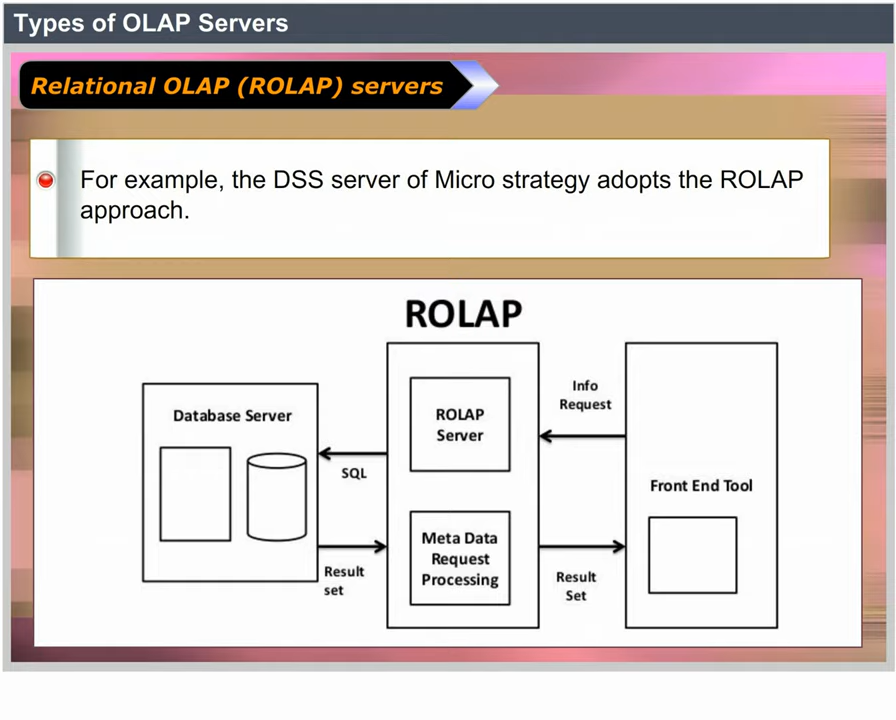 Types of OLAP Servers
Relational OLAP (ROLAP) servers
For example, the DSS server of Micro strategy adopts the ROLAP
approach.
ROLAP
Database Server
SQL
Result
set
ROLAP
Server
Meta Data
Request
Processing
Info
Request
Result
Set
Front End Tool